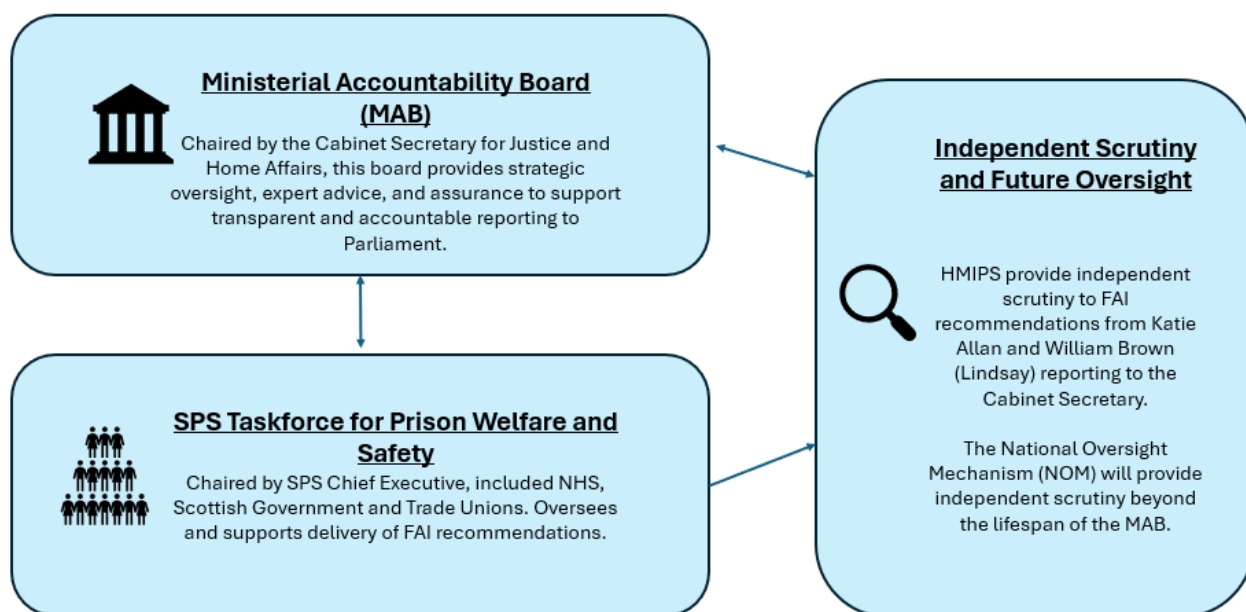 Ministerial Accountability Board
(MAB)
Chaired by the Cabinet Secretary for Justice and
Home Affairs, this board provides strategic
oversight, expert advice, and assurance to support
transparent and accountable reporting to
Parliament.
SPS Taskforce for Prison Welfare and
Safety
Chaired by SPS Chief Executive, included NHS,
Scottish Government and Trade Unions. Oversees
and supports delivery of FAI recommendations.
Independent Scrutiny
and Future Oversight
HMIPS provide independent
scrutiny to FAI
recommendations from Katie
Allan and William Brown
(Lindsay) reporting to the
Cabinet Secretary.
The National Oversight
Mechanism (NOM) will provide
independent scrutiny beyond
the lifespan of the MAB.